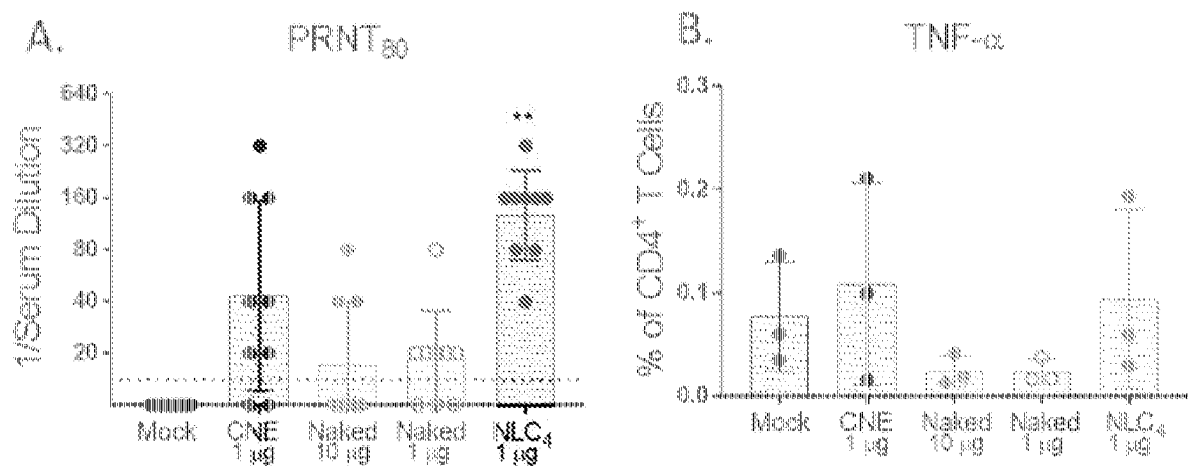 A.
PRNT80
1/Serum Dilution
640
320
160
80
40
20
**
Mock
CNE
1 µg
Naked
10 µg
Naked
1 µg
NLC4
1 µg
B.
TNF-α
% of CD4+ T Cells
0.3
0.2
0.1
0.0
Mock
CNE
1 µg
Naked
10 µg
Naked
1 µg
NLC4
1 µg